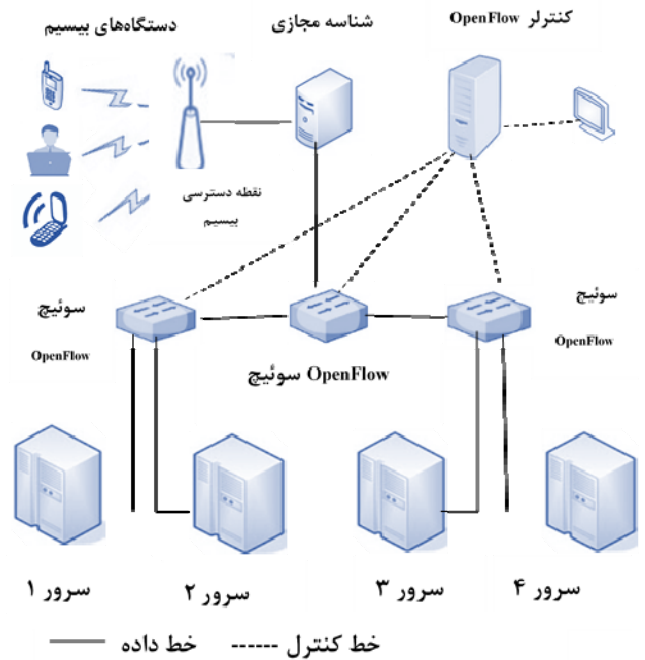 دستگاه‌های بیسیم
شناسه مجازی
کنترلر OpenFlow
نقطه دسترسی
بیسیم
سوئیچ
OpenFlow
سوئیچ OpenFlow
سوئیچ
OpenFlow
سرور ۱
سرور ۲
سرور ۳
سرور ۴
خط داده
خط کنترل